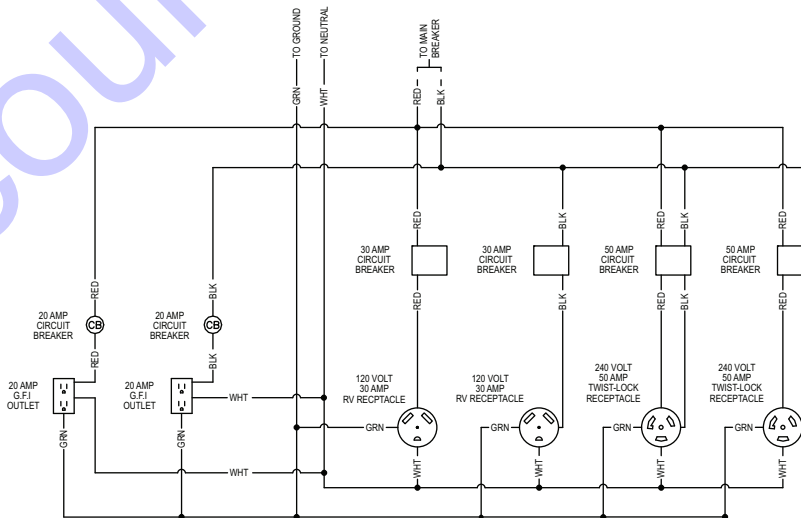 TO GROUND
TO NEUTRAL
TO MAIN
BREAKER
GRN
WHT
RED
BLK
RED
BLK
RED
BLK
RED
30 AMP
CIRCUIT
BREAKER
30 AMP
CIRCUIT
BREAKER
50 AMP
CIRCUIT
BREAKER
50 AMP
CIRCUIT
BREAKER
RED
BLK
20 AMP
CIRCUIT
BREAKER
CB
20 AMP
CIRCUIT
BREAKER
CB
RED
BLK
RED
BLK
RED
RED
BLK
20 AMP
G.F.I
OUTLET
20 AMP
G.F.I
OUTLET
WHT
120 VOLT
30 AMP
RV RECEPTACLE
120 VOLT
30 AMP
RV RECEPTACLE
240 VOLT
50 AMP
TWIST-LOCK
RECEPTACLE
240 VOLT
50 AMP
TWIST-LOCK
RECEPTACLE
GRN
GRN
GRN
GRN
GRN
GRN
WHT
WHT
WHT
WHT
WHT